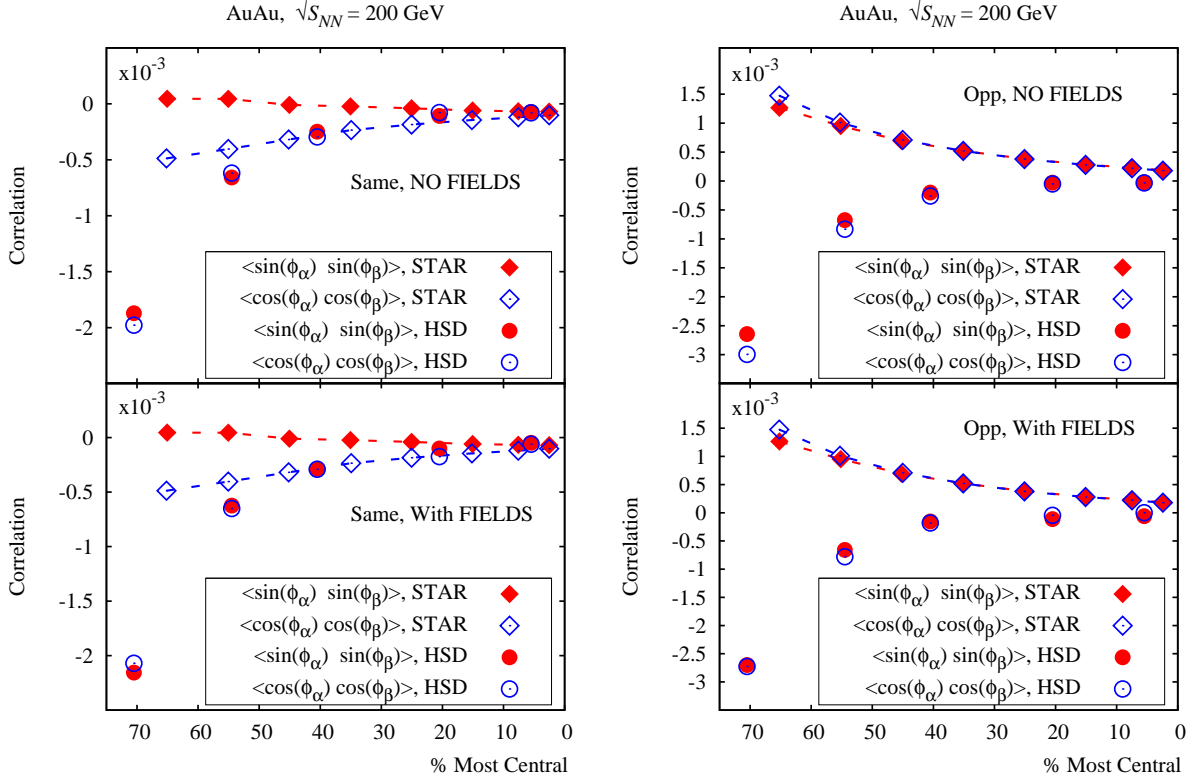 AuAu, √S_NN = 200 GeV
x10^-3
0
-0.5
-1
-1.5
-2
Correlation
Same, NO FIELDS
<sin(ϕ_α) sin(ϕ_β)>, STAR
<cos(ϕ_α) cos(ϕ_β)>, STAR
<sin(ϕ_α) sin(ϕ_β)>, HSD
<cos(ϕ_α) cos(ϕ_β)>, HSD
x10^-3
0
-0.5
-1
-1.5
-2
Correlation
Same, With FIELDS
<sin(ϕ_α) sin(ϕ_β)>, STAR
<cos(ϕ_α) cos(ϕ_β)>, STAR
<sin(ϕ_α) sin(ϕ_β)>, HSD
<cos(ϕ_α) cos(ϕ_β)>, HSD
70 60 50 40 30 20 10 0
% Most Central
AuAu, √S_NN = 200 GeV
x10^-3
1.5
1
0.5
0
-0.5
-1
-1.5
-2
-2.5
-3
Correlation
Opp, NO FIELDS
<sin(ϕ_α) sin(ϕ_β)>, STAR
<cos(ϕ_α) cos(ϕ_β)>, STAR
<sin(ϕ_α) sin(ϕ_β)>, HSD
<cos(ϕ_α) cos(ϕ_β)>, HSD
x10^-3
1.5
1
0.5
0
-0.5
-1
-1.5
-2
-2.5
-3
Correlation
Opp, With FIELDS
<sin(ϕ_α) sin(ϕ_β)>, STAR
<cos(ϕ_α) cos(ϕ_β)>, STAR
<sin(ϕ_α) sin(ϕ_β)>, HSD
<cos(ϕ_α) cos(ϕ_β)>, HSD
70 60 50 40 30 20 10 0
% Most Central